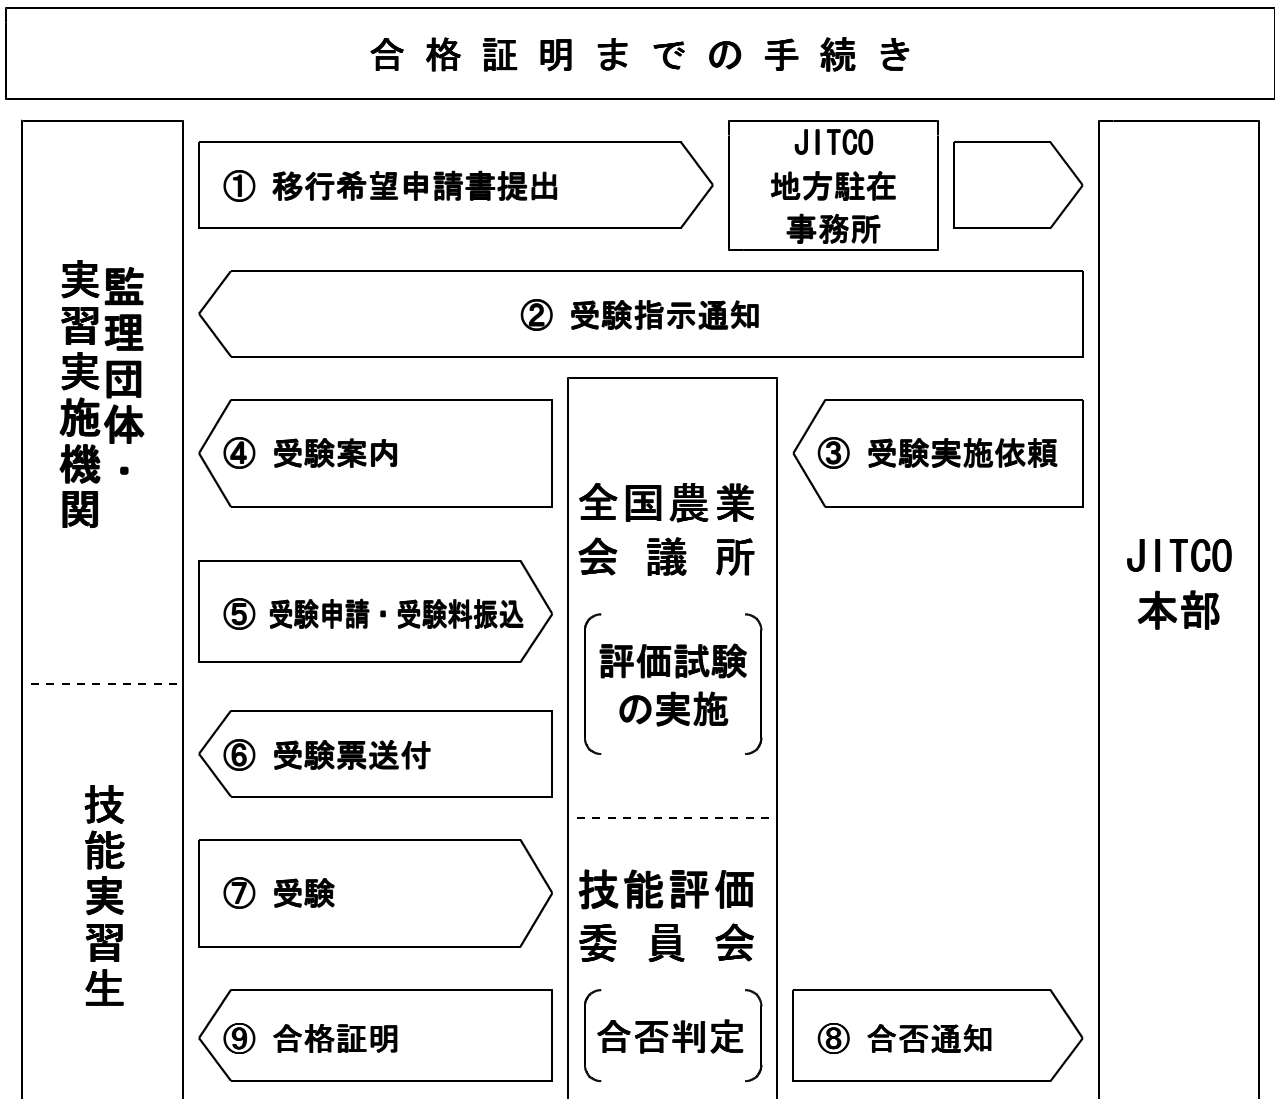 合格証明までの手続き
① 移行希望申請書提出
JITCO
地方駐在
事務所
監理団体・
実習実施機関
② 受験指示通知
④ 受験案内
③ 受験実施依頼
全国農業
会議所
JITCO
本部
⑤ 受験申請・受験料振込
評価試験
の実施
⑥ 受験票送付
技能実習生
⑦ 受験
技能評価
委員会
⑨ 合格証明
合否判定
⑧ 合否通知